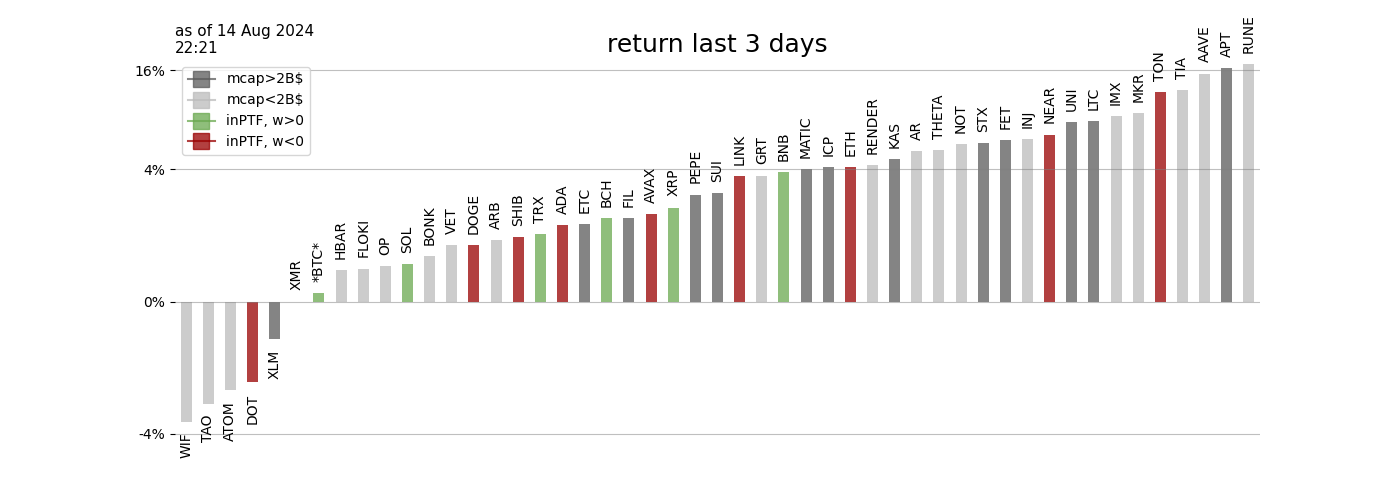 as of 14 Aug 2024
22:21
return last 3 days
16%
4%
0%
-4%
mcap>2B$
mcap<2B$
inPTF, w>0
inPTF, w<0
WIF
TAO
ATOM
DOT
XLM
XMR
*BTC*
HBAR
FLOKI
OP
SOL
BONK
VET
DOGE
ARB
SHIB
TRX
ADA
ETC
BCH
FIL
AVAX
XRP
PEPE
SUI
LINK
GRT
BNB
MATIC
ICP
ETH
RENDER
KAS
AR
THETA
NOT
STX
FET
INJ
NEAR
UNI
LTC
IMX
MKR
TON
TIA
AAVE
APT
RUNE